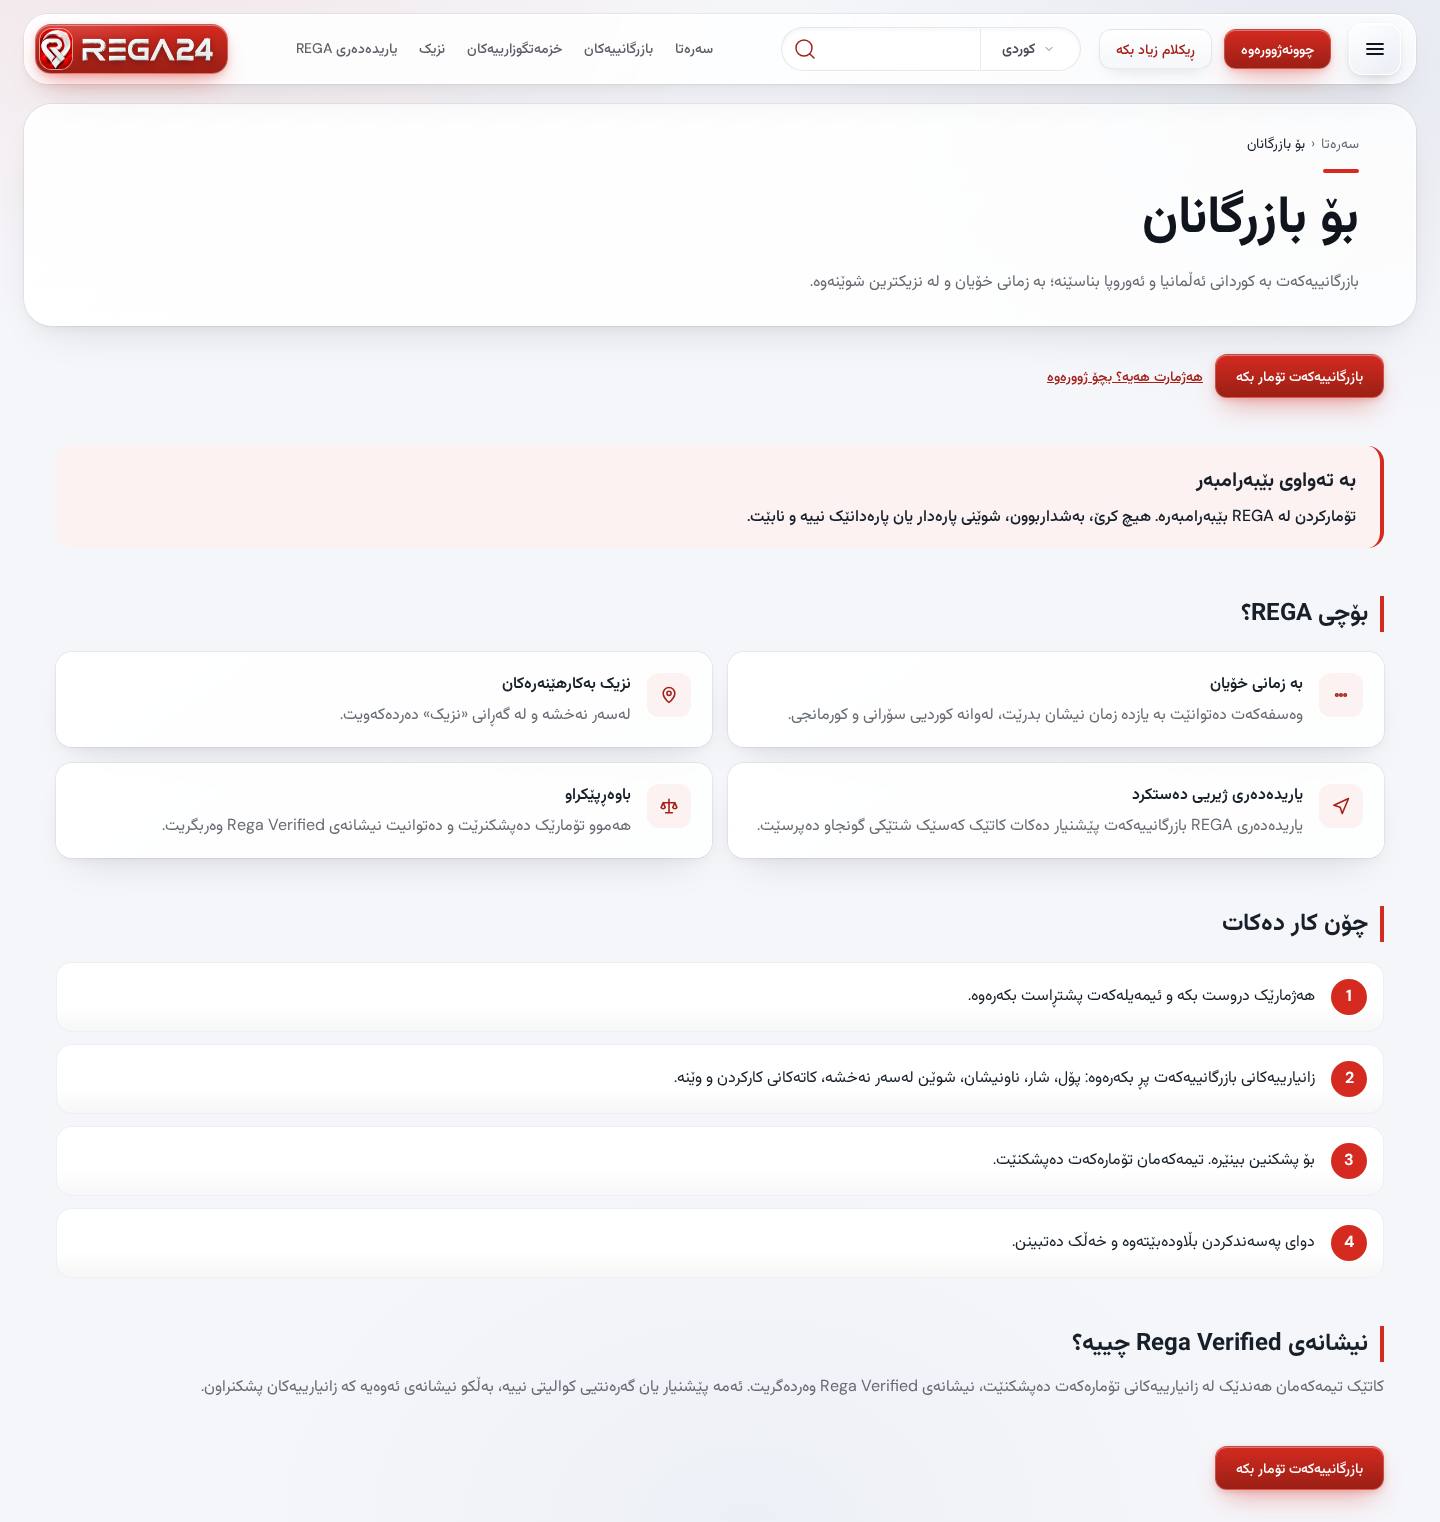 چوونەژوورەوە
ڕیکلام زیاد بکە
کوردی
سەرەتا
بازرگانییەکان
خزمەتگوزارییەکان
نزیک
یاریدەدەری REGA
REGA24
سەرەتا › بۆ بازرگانان
بۆ بازرگانان
بازرگانییەکەت بە کوردانی ئەڵمانیا و ئەوروپا بناسێنە؛ بە زمانی خۆیان و لە نزیکترین شوێنەوە.
بازرگانییەکەت تۆمار بکە
هەژمارت هەیە؟ بچۆ ژوورەوە
بە تەواوی بێبەرامبەر
تۆمارکردن لە REGA بێبەرامبەرە. هیچ کرێ، بەشداربوون، شوێنی پارەدار یان پارەدانێک نییە و نابێت.
بۆچی REGA؟
بە زمانی خۆیان
وەسفەکەت دەتوانێت بە یازدە زمان نیشان بدرێت، لەوانە کوردیی سۆرانی و کورمانجی.
نزیک بەکارهێنەرەکان
لەسەر نەخشە و لە گەڕانی «نزیک» دەردەکەویت.
یاریدەدەری ژیریی دەستکرد
یاریدەدەری REGA بازرگانییەکەت پێشنیار دەکات کاتێک کەسێک شتێکی گونجاو دەپرسێت.
باوەڕپێکراو
هەموو تۆمارێک دەپشکنرێت و دەتوانیت نیشانەی Rega Verified وەربگریت.
چۆن کار دەکات
1 هەژمارێک دروست بکە و ئیمەیلەکەت پشتڕاست بکەرەوە.
2 زانیارییەکانی بازرگانییەکەت پڕ بکەرەوە: پۆل، شار، ناونیشان، شوێن لەسەر نەخشە، کاتەکانی کارکردن و وێنە.
3 بۆ پشکنین بینێرە. تیمەکەمان تۆمارەکەت دەپشکنێت.
4 دوای پەسەندکردن بڵاودەبێتەوە و خەڵک دەتبینن.
نیشانەی Rega Verified چییە؟
کاتێک تیمەکەمان هەندێک لە زانیارییەکانی تۆمارەکەت دەپشکنێت، نیشانەی Rega Verified وەردەگریت. ئەمە پێشنیار یان گەرەنتیی کوالیتی نییە، بەڵکو نیشانەی ئەوەیە کە زانیارییەکان پشکنراون.
بازرگانییەکەت تۆمار بکە